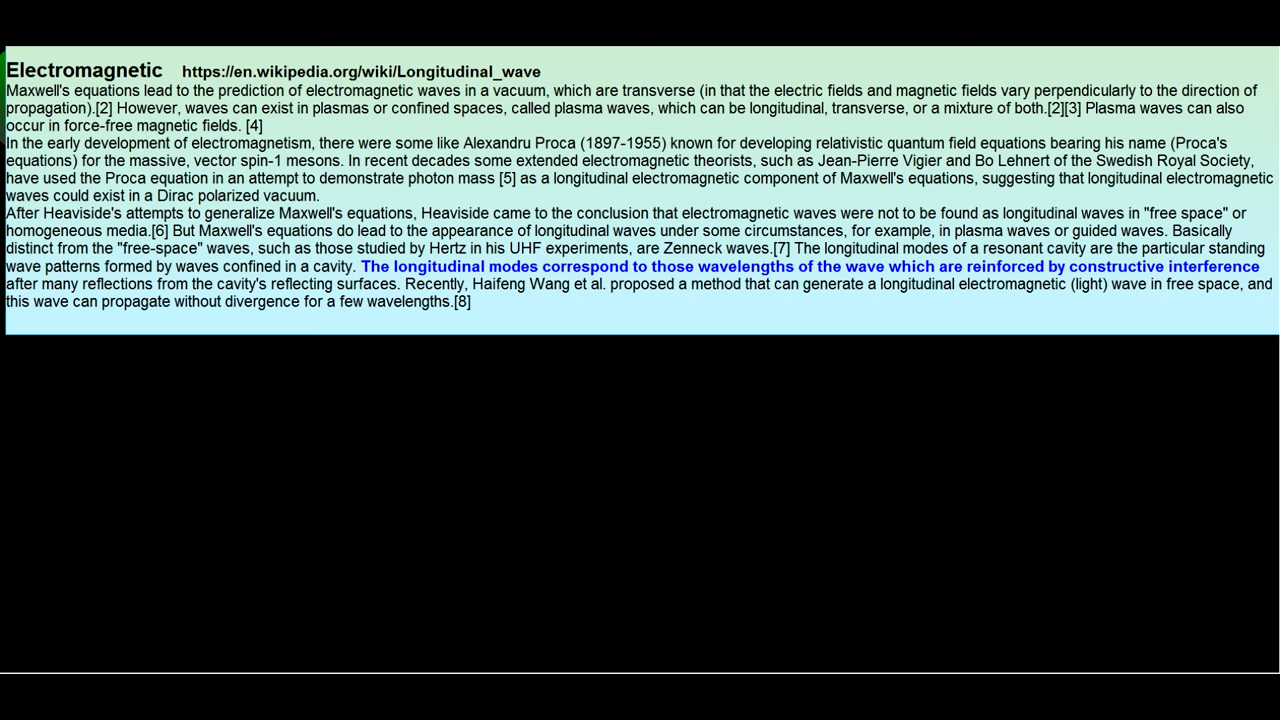 Electromagnetic https://en.wikipedia.org/wiki/Longitudinal_wave
Maxwell's equations lead to the prediction of electromagnetic waves in a vacuum, which are transverse (in that the electric fields and magnetic fields vary perpendicularly to the direction of
propagation).[2] However, waves can exist in plasmas or confined spaces, called plasma waves, which can be longitudinal, transverse, or a mixture of both.[2][3] Plasma waves can also
occur in force-free magnetic fields. [4]
In the early development of electromagnetism, there were some like Alexandru Proca (1897-1955) known for developing relativistic quantum field equations bearing his name (Proca's
equations) for the massive, vector spin-1 mesons. In recent decades some extended electromagnetic theorists, such as Jean-Pierre Vigier and Bo Lehnert of the Swedish Royal Society,
have used the Proca equation in an attempt to demonstrate photon mass [5] as a longitudinal electromagnetic component of Maxwell's equations, suggesting that longitudinal electromagnetic
waves could exist in a Dirac polarized vacuum.
After Heaviside's attempts to generalize Maxwell's equations, Heaviside came to the conclusion that electromagnetic waves were not to be found as longitudinal waves in "free space" or
homogeneous media.[6] But Maxwell's equations do lead to the appearance of longitudinal waves under some circumstances, for example, in plasma waves or guided waves. Basically
distinct from the "free-space" waves, such as those studied by Hertz in his UHF experiments, are Zenneck waves.[7] The longitudinal modes of a resonant cavity are the particular standing
wave patterns formed by waves confined in a cavity. The longitudinal modes correspond to those wavelengths of the wave which are reinforced by constructive interference
after many reflections from the cavity's reflecting surfaces. Recently, Haifeng Wang et al. proposed a method that can generate a longitudinal electromagnetic (light) wave in free space, and
this wave can propagate without divergence for a few wavelengths.[8]